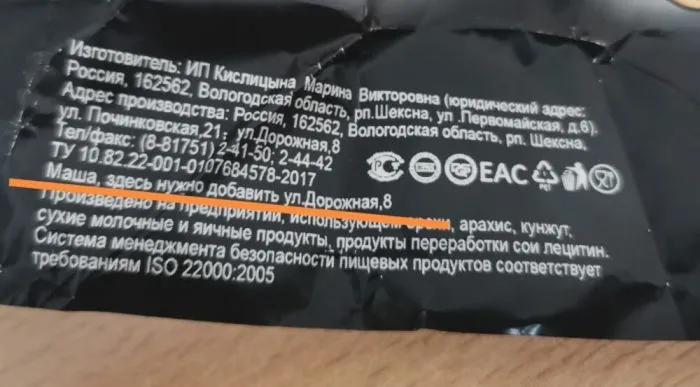 Изготовитель: ИП Кислицына Марина Викторовна (юридический адрес:
Россия, 162562, Вологодская область, рп.Шексна, ул .Первомайская, д.6).
Адрес производства: Россия, 162562, Вологодская область, рп. Шексна,
ул. Починковская,21; ул.Дорожная,8
Тел/факс: (8-81751) 2-41-50; 2-44-42
ТУ 10.82.22-001-0107684578-2017
ЕАС
Маша, здесь нужно добавить ул.Дорожная,8
Произведено на предприятии, использующем орехи, арахис, кунжут,
сухие молочные и яичные продукты, продукты переработки сои лецитин.
Система менеджмента безопасности пищевых продуктов соответствует
требованиям ISO 22000:2005